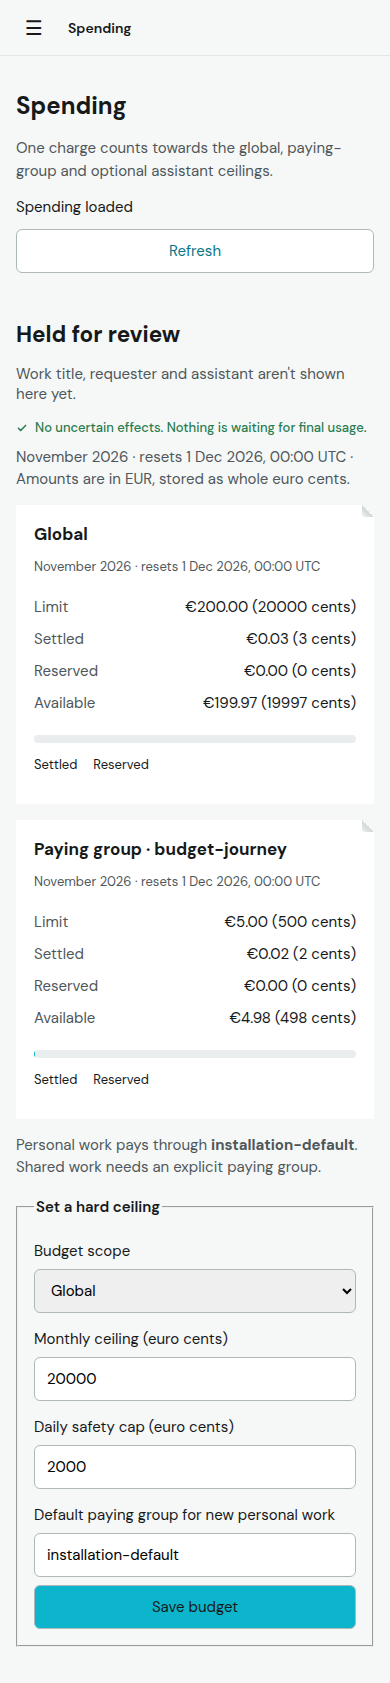 ☰ Spending
Spending
One charge counts towards the global, paying-
group and optional assistant ceilings.
Spending loaded
Refresh
Held for review
Work title, requester and assistant aren't shown
here yet.
✓ No uncertain effects. Nothing is waiting for final usage.
November 2026 · resets 1 Dec 2026, 00:00 UTC ·
Amounts are in EUR, stored as whole euro cents.
Global
November 2026 · resets 1 Dec 2026, 00:00 UTC
Limit €200.00 (20000 cents)
Settled €0.03 (3 cents)
Reserved €0.00 (0 cents)
Available €199.97 (19997 cents)
Settled Reserved
Paying group · budget-journey
November 2026 · resets 1 Dec 2026, 00:00 UTC
Limit €5.00 (500 cents)
Settled €0.02 (2 cents)
Reserved €0.00 (0 cents)
Available €4.98 (498 cents)
Settled Reserved
Personal work pays through installation-default.
Shared work needs an explicit paying group.
Set a hard ceiling
Budget scope
Global
Monthly ceiling (euro cents)
20000
Daily safety cap (euro cents)
2000
Default paying group for new personal work
installation-default
Save budget